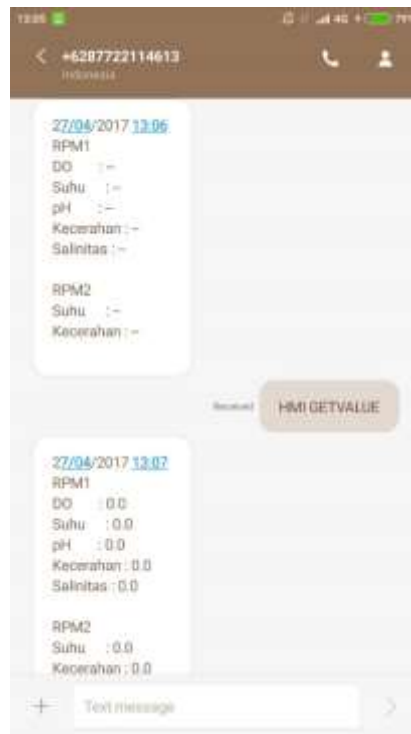 +6287722114613
Indonesia
27/04/2017 13:06
RPM1
DO :--
Suhu :--
pH :--
Kecerahan :--
Salinitas :--
RPM2
Suhu :--
Kecerahan :--
Received
HMI GETVALUE
27/04/2017 13:07
RPM1
DO : 0.0
Suhu : 0.0
pH : 0.0
Kecerahan : 0.0
Salinitas : 0.0
RPM2
Suhu : 0.0
Kecerahan : 0.0
Text message